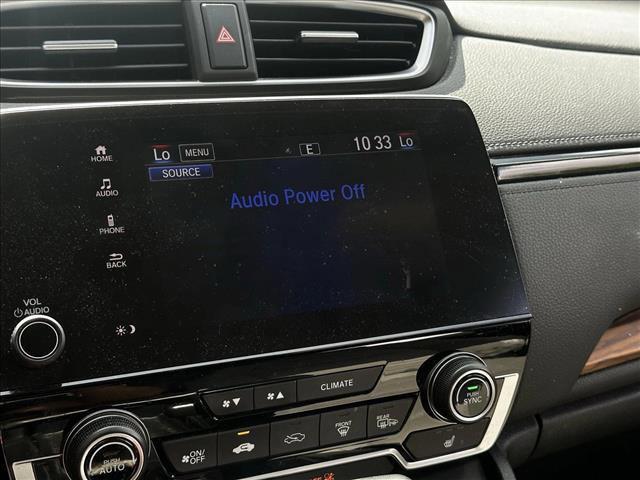 HOME
Lo MENU E 10 33 Lo
SOURCE
AUDIO
Audio Power Off
PHONE
BACK
VOL
AUDIO
CLIMATE
PUSH
SYNC
FRONT
REAR
ON/
OFF
PUSH
AUTO